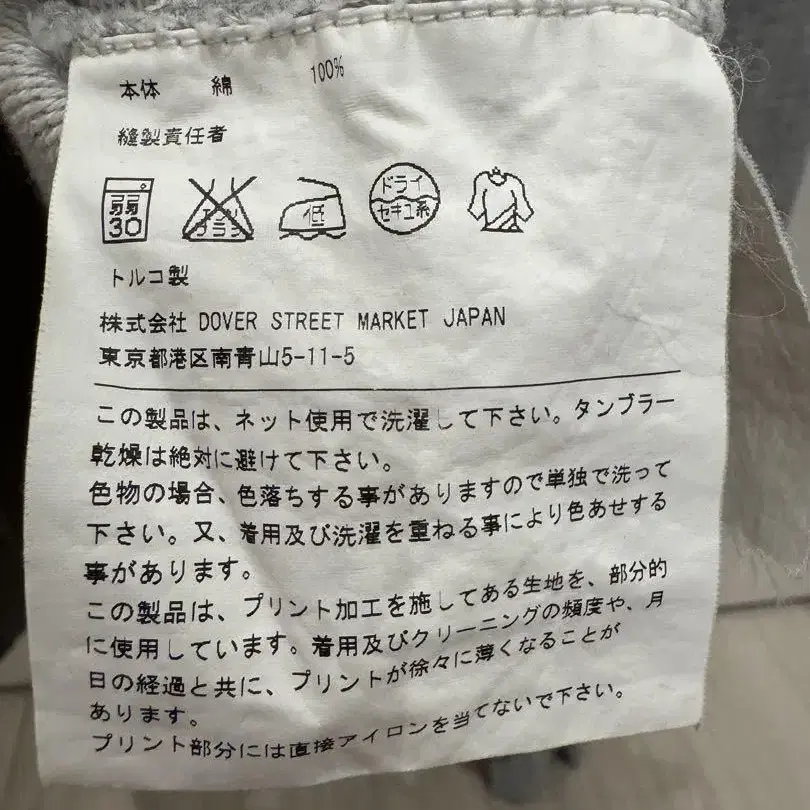 本体 綿 100%
縫製責任者
弱 30 エンソ サラシ 低 ドライ セキユ系
トルコ製
株式会社 DOVER STREET MARKET JAPAN
東京都港区南青山5-11-5
この製品は、ネット使用で洗濯して下さい。タンブラー
乾燥は絶対に避けて下さい。
色物の場合、色落ちする事がありますので単独で洗って
下さい。又、着用及び洗濯を重ねる事により色あせする
事があります。
この製品は、プリント加工を施してある生地を、部分的
に使用しています。着用及びクリーニングの頻度や、月
日の経過と共に、プリントが徐々に薄くなることが
あります。
プリント部分には直接アイロンを当てないで下さい。